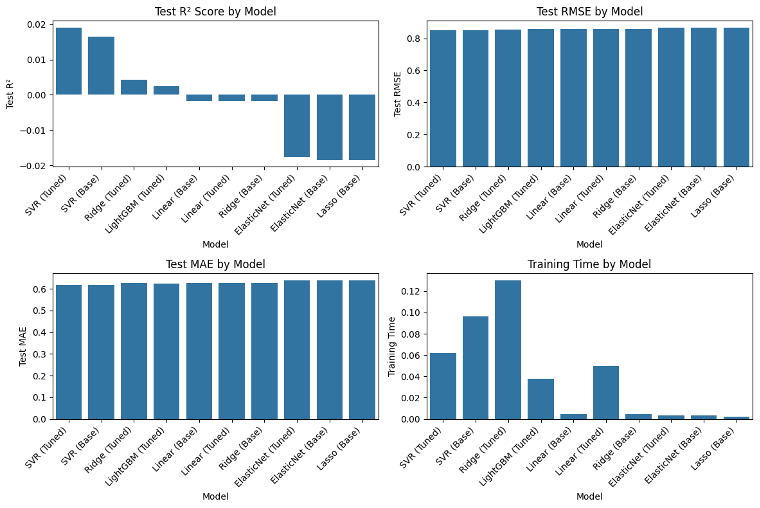 Test R² Score by Model
Test R²
0.02
0.01
0.00
−0.01
−0.02
SVR (Tuned)
SVR (Base)
Ridge (Tuned)
LightGBM (Tuned)
Linear (Base)
Linear (Tuned)
Ridge (Base)
ElasticNet (Tuned)
ElasticNet (Base)
Lasso (Base)
Model
Test RMSE by Model
Test RMSE
0.8
0.6
0.4
0.2
0.0
SVR (Tuned)
SVR (Base)
Ridge (Tuned)
LightGBM (Tuned)
Linear (Base)
Linear (Tuned)
Ridge (Base)
ElasticNet (Tuned)
ElasticNet (Base)
Lasso (Base)
Model
Test MAE by Model
Test MAE
0.6
0.5
0.4
0.3
0.2
0.1
0.0
SVR (Tuned)
SVR (Base)
Ridge (Tuned)
LightGBM (Tuned)
Linear (Base)
Linear (Tuned)
Ridge (Base)
ElasticNet (Tuned)
ElasticNet (Base)
Lasso (Base)
Model
Training Time by Model
Training Time
0.12
0.10
0.08
0.06
0.04
0.02
0.00
SVR (Tuned)
SVR (Base)
Ridge (Tuned)
LightGBM (Tuned)
Linear (Base)
Linear (Tuned)
Ridge (Base)
ElasticNet (Tuned)
ElasticNet (Base)
Lasso (Base)
Model